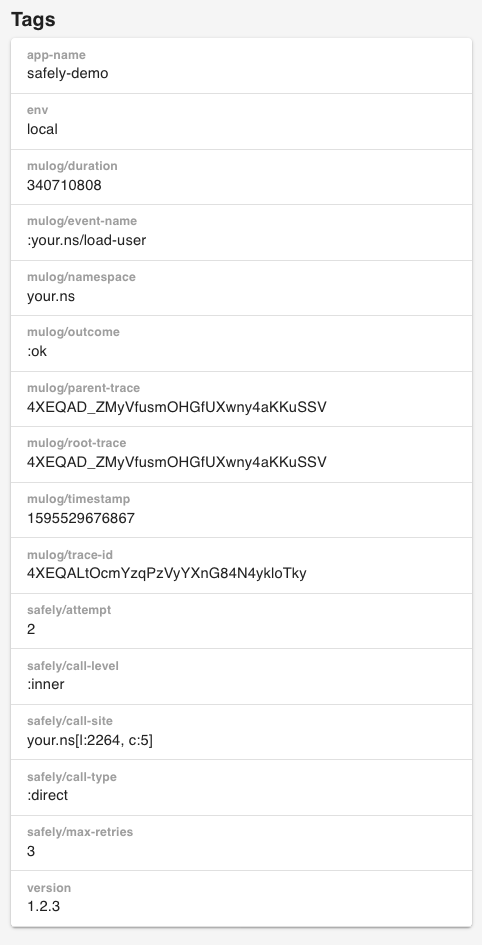 Tags
app-name
safely-demo
env
local
mulog/duration
340710808
mulog/event-name
:your.ns/load-user
mulog/namespace
your.ns
mulog/outcome
:ok
mulog/parent-trace
4XEQAD_ZMyVfusmOHGfUXwny4aKKuSSV
mulog/root-trace
4XEQAD_ZMyVfusmOHGfUXwny4aKKuSSV
mulog/timestamp
1595529676867
mulog/trace-id
4XEQALtOcmYzqPzVyYXnG84N4ykloTky
safely/attempt
2
safely/call-level
:inner
safely/call-site
your.ns[l:2264, c:5]
safely/call-type
:direct
safely/max-retries
3
version
1.2.3